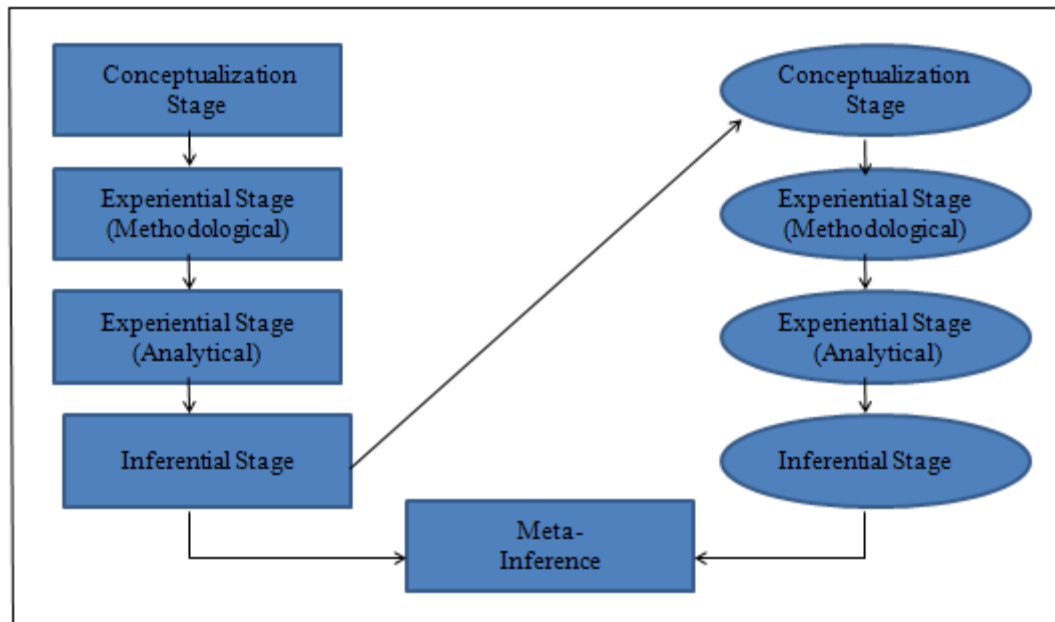 Conceptualization
Stage
Experiential Stage
(Methodological)
Experiential Stage
(Analytical)
Inferential Stage
Conceptualization
Stage
Experiential Stage
(Methodological)
Experiential Stage
(Analytical)
Inferential Stage
Meta-
Inference